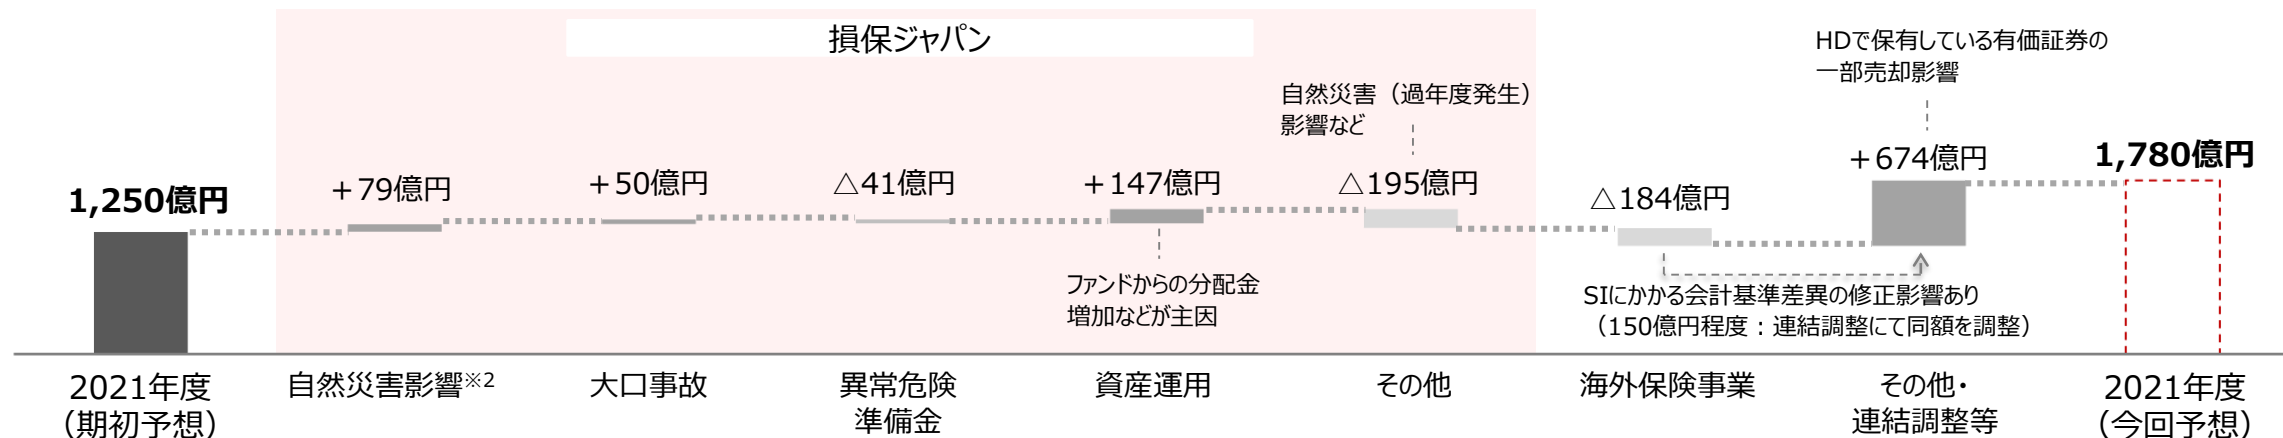 損保ジャパン
HDで保有している有価証券の
一部売却影響
自然災害（過年度発生）
影響など
1,250億円
＋79億円
＋50億円
△41億円
＋147億円
△195億円
△184億円
＋674億円
1,780億円
ファンドからの分配金
増加などが主因
SIにかかる会計基準差異の修正影響あり
（150億円程度：連結調整にて同額を調整）
2021年度
（期初予想）
自然災害影響※2
大口事故
異常危険
準備金
資産運用
その他
海外保険事業
その他・
連結調整等
2021年度
（今回予想）